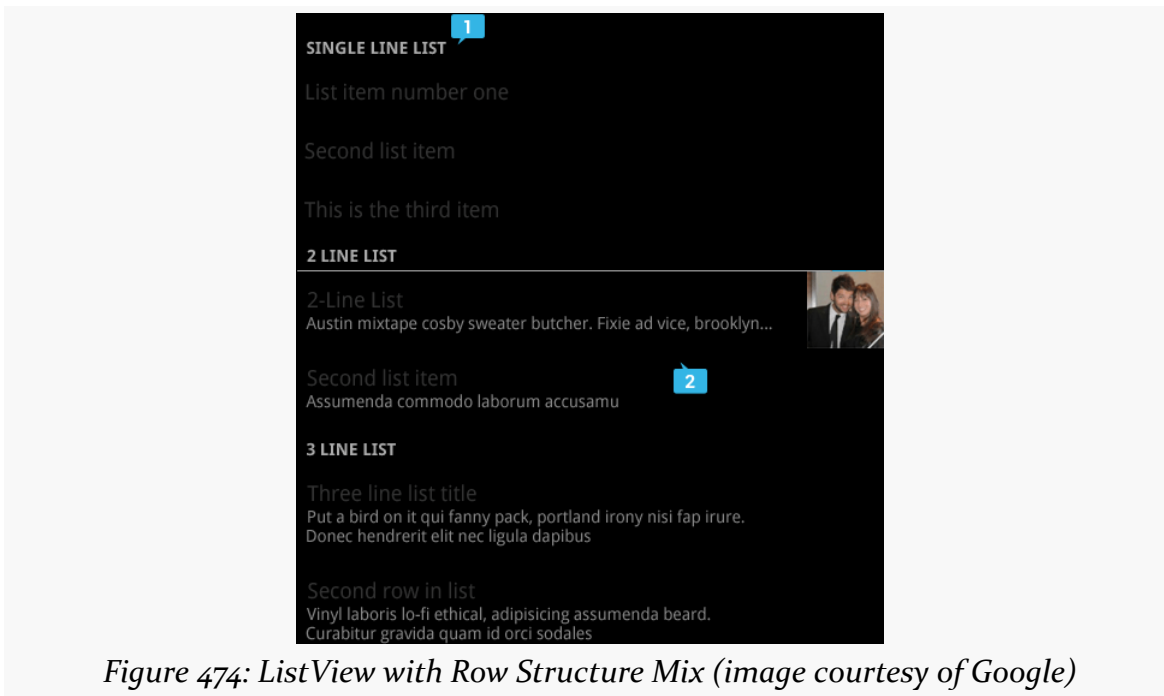 1
SINGLE LINE LIST
List item number one
Second list item
This is the third item
2 LINE LIST
2-Line List
Austin mixtape cosby sweater butcher. Fixie ad vice, brooklyn...
Second list item
2
Assumenda commodo laborum accusamu
3 LINE LIST
Three line list title
Put a bird on it qui fanny pack, portland irony nisi fap irure.
Donec hendrerit elit nec ligula dapibus
Second row in list
Vinyl laboris lo-fi ethical, adipisicing assumenda beard.
Curabitur gravida quam id orci sodales
Figure 474: ListView with Row Structure Mix (image courtesy of Google)